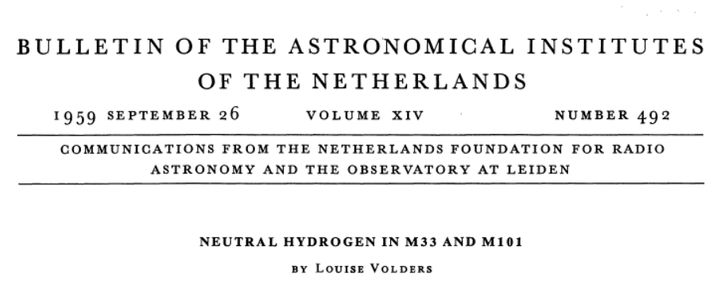 BULLETIN OF THE ASTRONOMICAL INSTITUTES
OF THE NETHERLANDS
1959 SEPTEMBER 26 VOLUME XIV NUMBER 492
COMMUNICATIONS FROM THE NETHERLANDS FOUNDATION FOR RADIO
ASTRONOMY AND THE OBSERVATORY AT LEIDEN
NEUTRAL HYDROGEN IN M33 AND M101
BY LOUISE VOLDERS